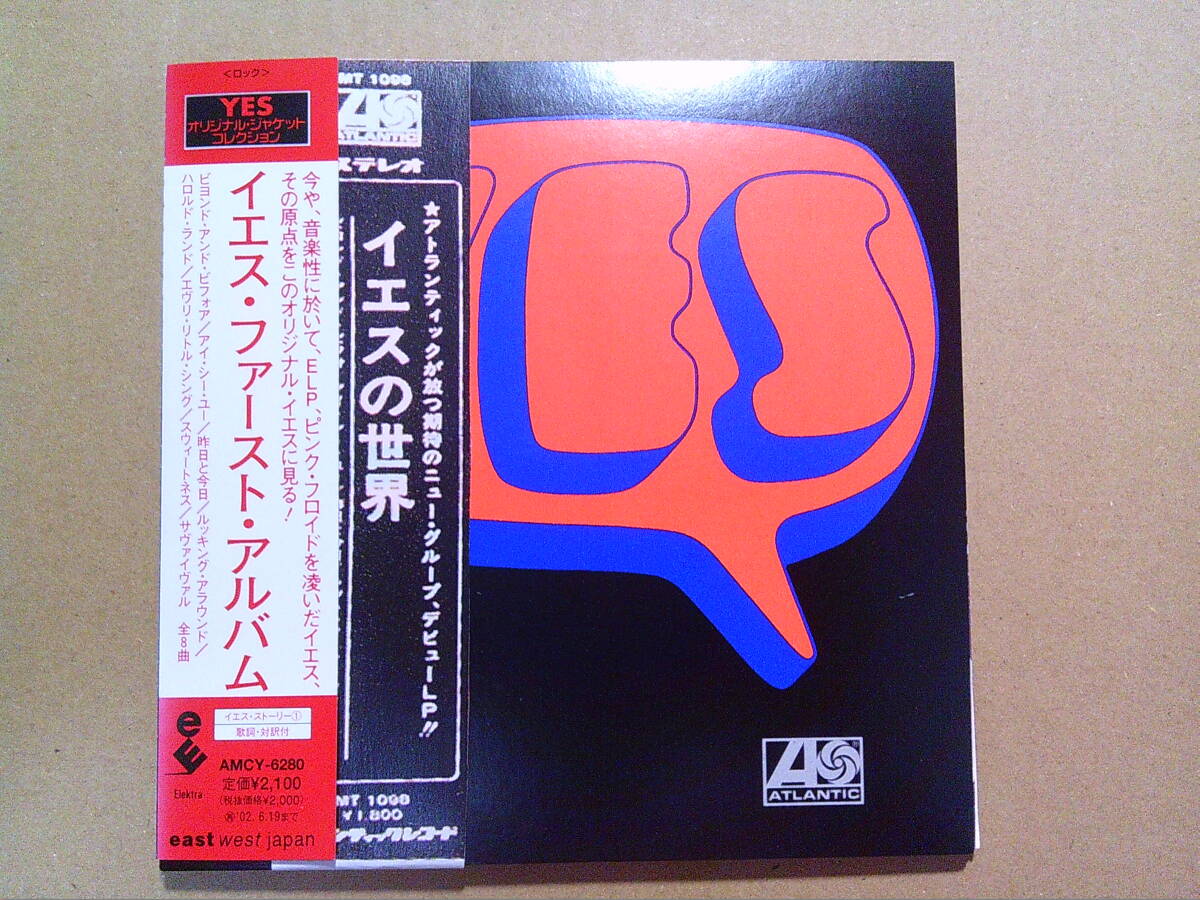 <ロック>
YES
オリジナル・ジャケット
コレクション
今や、音楽性に於いて、ELP、ピンク・フロイドを凌いだイエス、
その原点をこのオリジナル・イエスに見る!
イエス・ファースト・アルバム
ビヨンド・アンド・ビフォア/アイ・シー・ユー/昨日と今日/ルッキング・アラウンド/
ハロルド・ランド/エヴリ・リトル・シング/スウィートネス/サヴァイヴァル 全8曲
イエス・ストーリー①
歌詞・対訳付
Elektra
AMCY-6280
定価¥2,100
(税抜価格¥2,000)
'02.6.19まで
east west japan
MT 1098
ATLANTIC
ステレオ
★アトランティックが放つ期待のニュー・グループ、デビューLP!!
イエスの世界
MT 1098
¥1,800
ンティックレコード
ATLANTIC